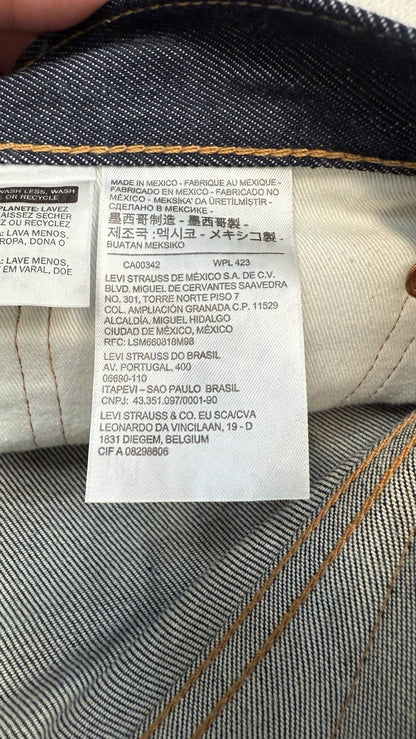 WASH LESS, WASH
OR RECYCLE
PLANETE: LAVEZ
LAISSEZ SECHER
Z OU RECYCLEZ
LAVE MENOS,
ROPA, DONA O
LAVE MENOS,
EM VARAL, DOE
MADE IN MEXICO - FABRIQUE AU MEXIQUE-
FABRICADO EN MEXICO - FABRICADO NO
MEXICO - MEKSIKA' DA ÜRETILMIŞTIR -
СДЕЛАНО В МЕКСИКЕ -
墨西哥制造 - 墨西哥製 -
제조국 :멕시코 - メキシコ製 -
BUATAN MEKSIKO
CA00342 WPL 423
LEVI STRAUSS DE MÉXICO S.A. DE C.V.
BLVD. MIGUEL DE CERVANTES SAAVEDRA
NO. 301, TORRE NORTE PISO 7
COL. AMPLIACIÓN GRANADA C.P. 11529
ALCALDÍA. MIGUEL HIDALGO
CIUDAD DE MÉXICO, MÉXICO
RFC: LSM660818M98
LEVI STRAUSS DO BRASIL
AV. PORTUGAL, 400
06690-110
ITAPEVI – SAO PAULO BRASIL
CNPJ: 43.351.097/0001-90
LEVI STRAUSS & CO. EU SCA/CVA
LEONARDO DA VINCILAAN, 19 - D
1831 DIEGEM, BELGIUM
CIF A 08298606